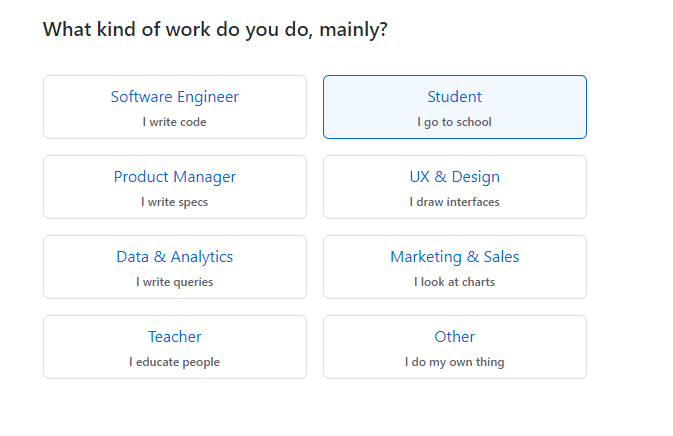 What kind of work do you do, mainly?
Software Engineer
I write code
Student
I go to school
Product Manager
I write specs
UX & Design
I draw interfaces
Data & Analytics
I write queries
Marketing & Sales
I look at charts
Teacher
I educate people
Other
I do my own thing